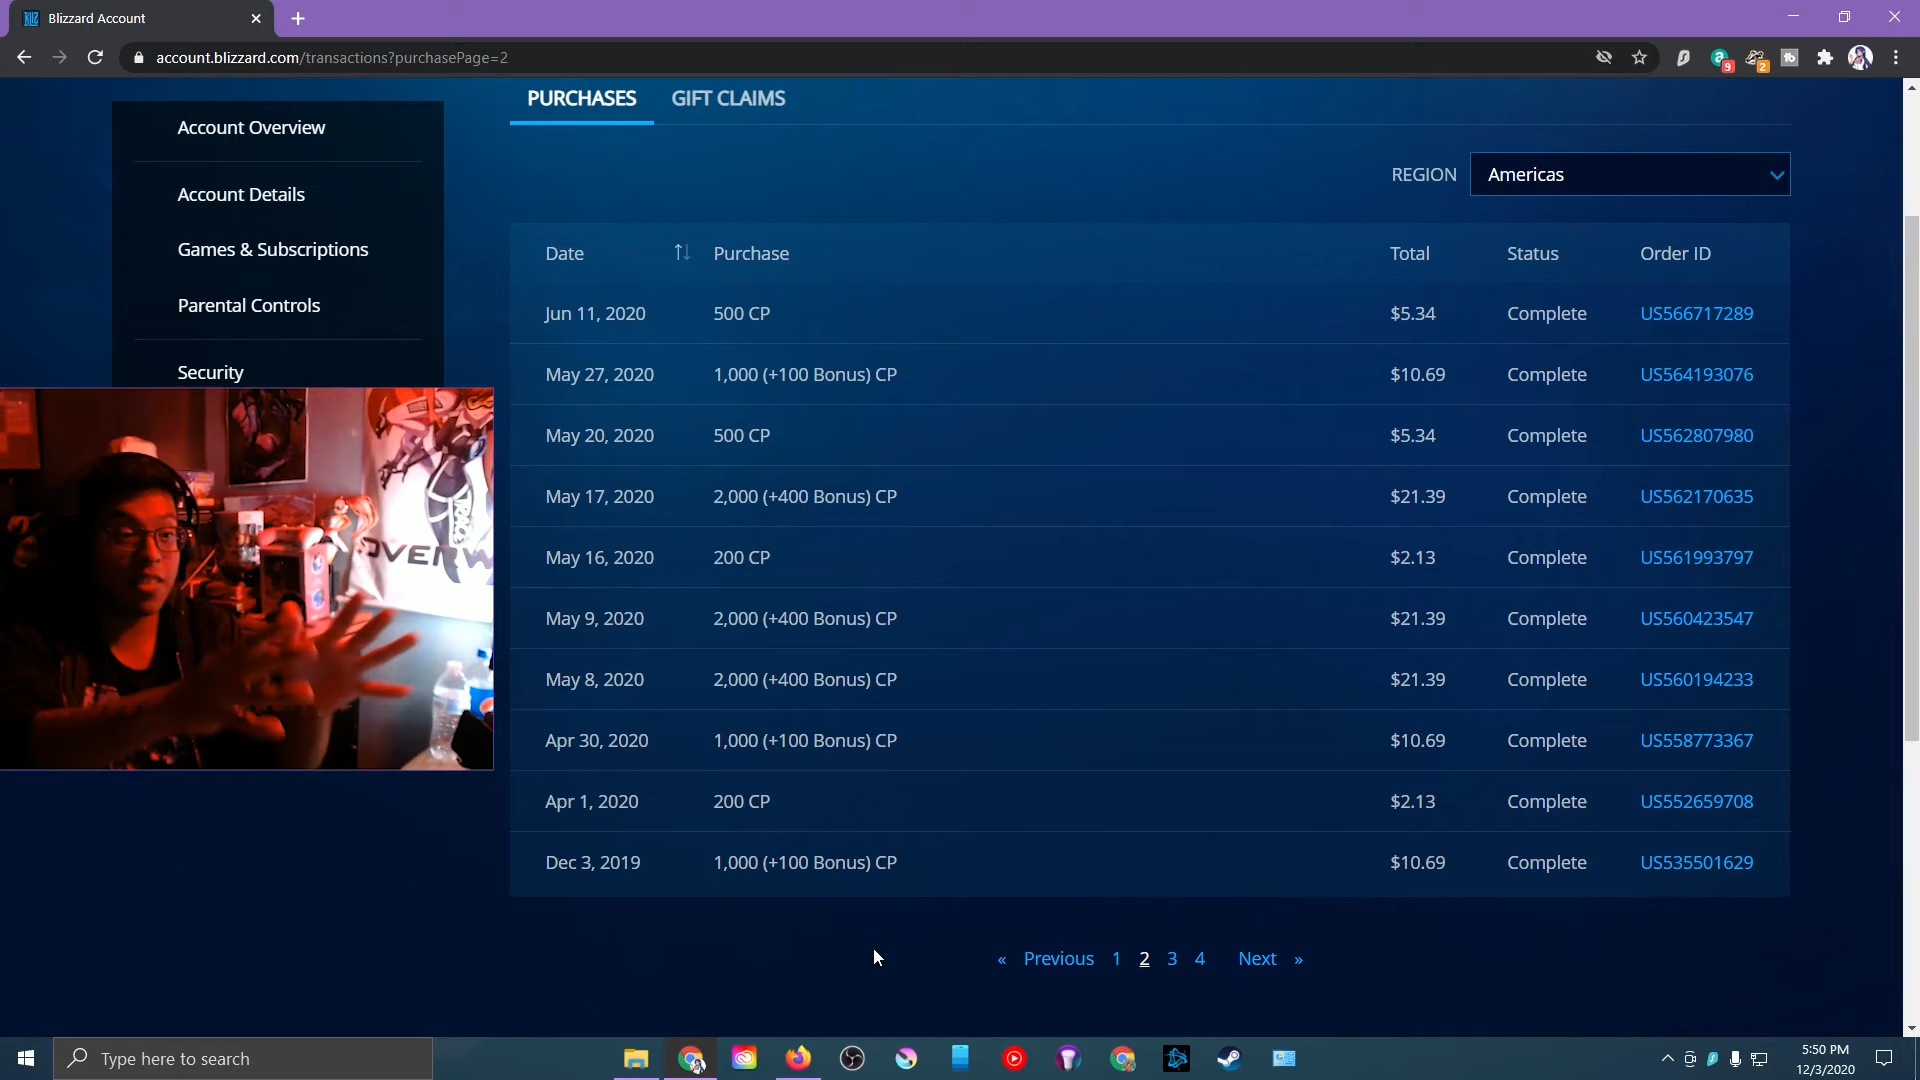 Blizzard Account
account.blizzard.com/transactions?purchasePage=2
9
2
tb
Account Overview
Account Details
Games & Subscriptions
Parental Controls
Security
PURCHASES GIFT CLAIMS
REGION Americas
Date Purchase Total Status Order ID
Jun 11, 2020 500 CP $5.34 Complete US566717289
May 27, 2020 1,000 (+100 Bonus) CP $10.69 Complete US564193076
May 20, 2020 500 CP $5.34 Complete US562807980
May 17, 2020 2,000 (+400 Bonus) CP $21.39 Complete US562170635
May 16, 2020 200 CP $2.13 Complete US561993797
May 9, 2020 2,000 (+400 Bonus) CP $21.39 Complete US560423547
May 8, 2020 2,000 (+400 Bonus) CP $21.39 Complete US560194233
Apr 30, 2020 1,000 (+100 Bonus) CP $10.69 Complete US558773367
Apr 1, 2020 200 CP $2.13 Complete US552659708
Dec 3, 2019 1,000 (+100 Bonus) CP $10.69 Complete US535501629
« Previous 1 2 3 4 Next »
TRACER
OVERW
Type here to search
5:50 PM
12/3/2020